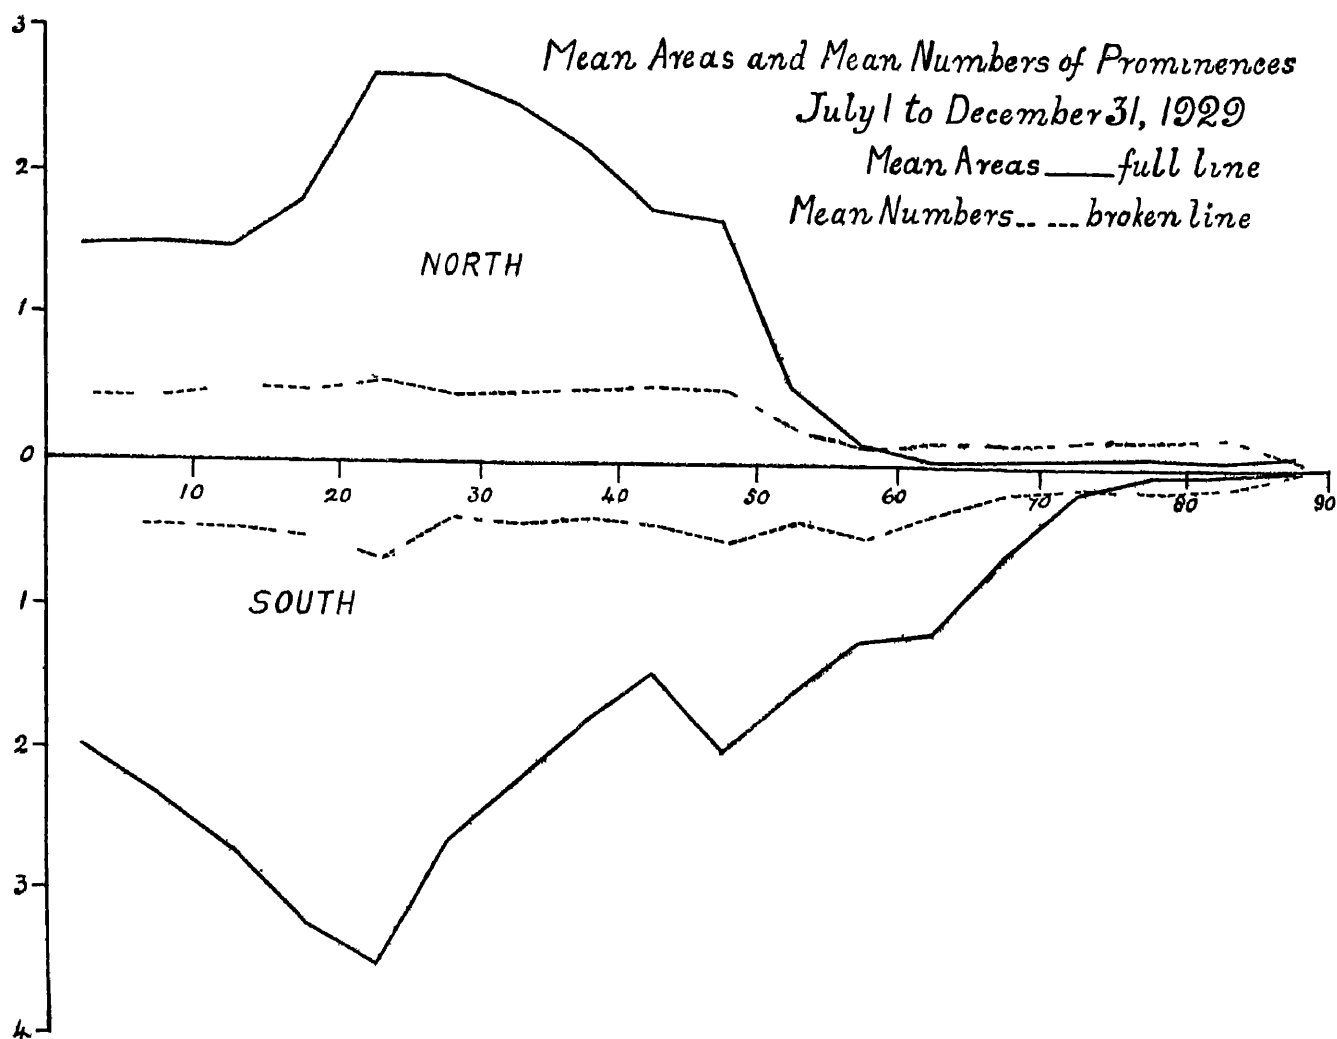 3
Mean Areas and Mean Numbers of Prominences
July 1 to December 31, 1929
2
Mean Areas —— full line
Mean Numbers -- --- broken line
NORTH
1
0
10 20 30 40 50 60 70 80 90
1
SOUTH
2
3
4